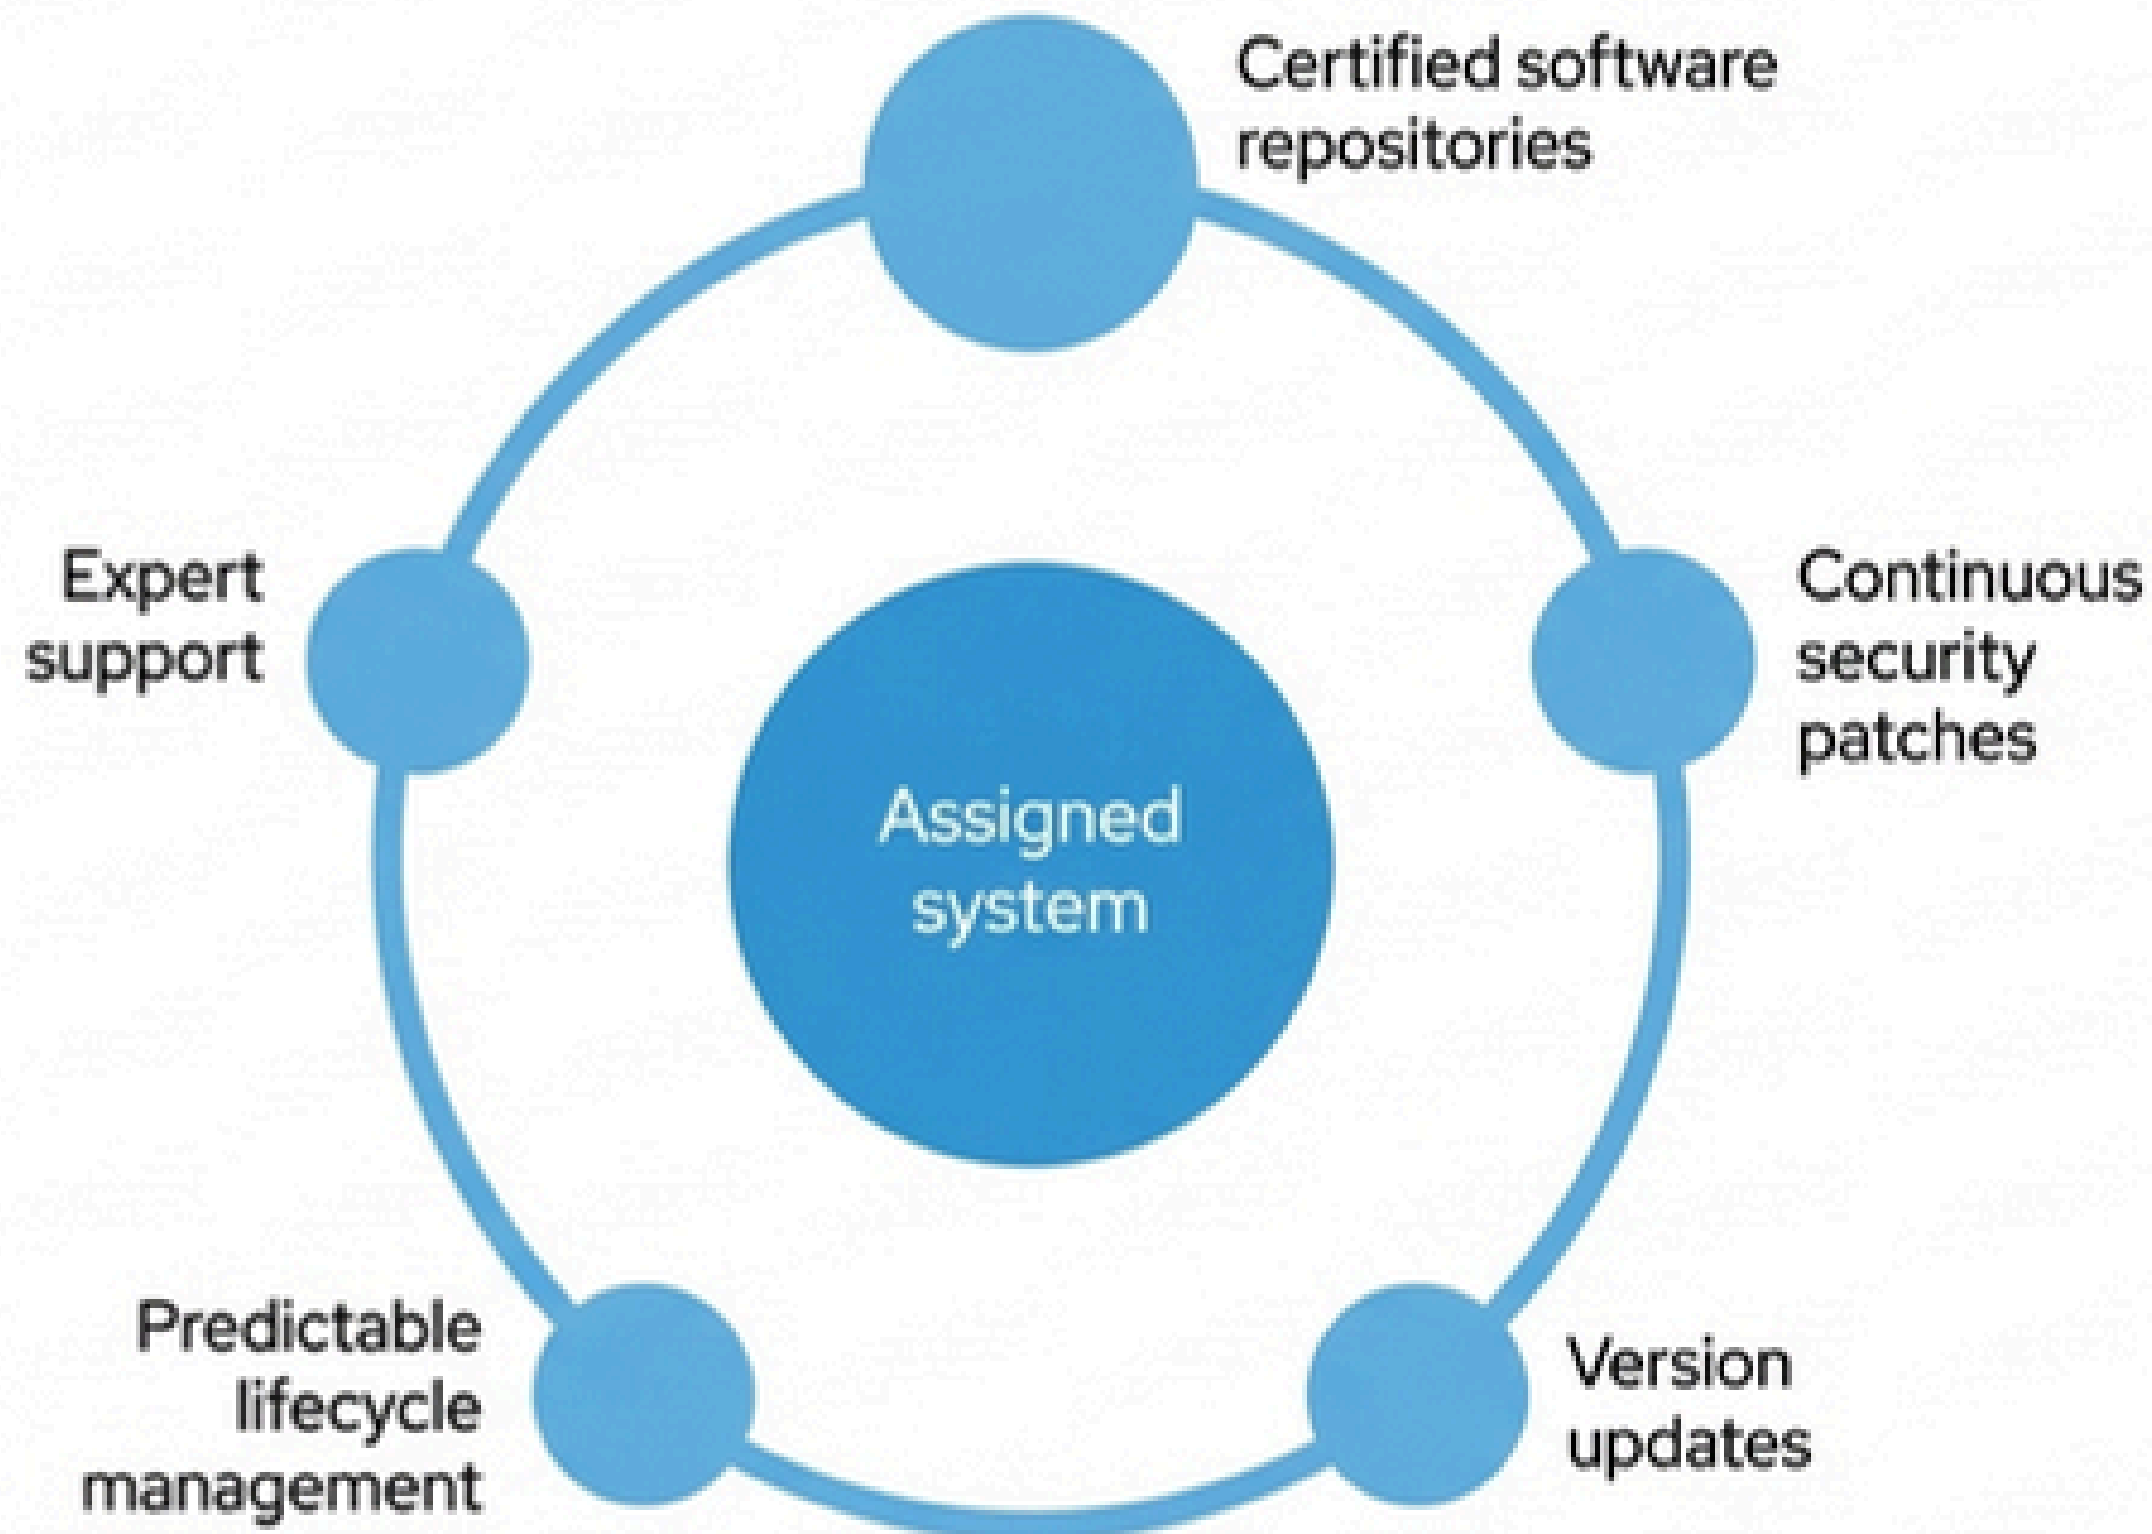 Certified software
repositories
Expert
support
Continuous
security
patches
Assigned
system
Predictable
lifecycle
management
Version
updates